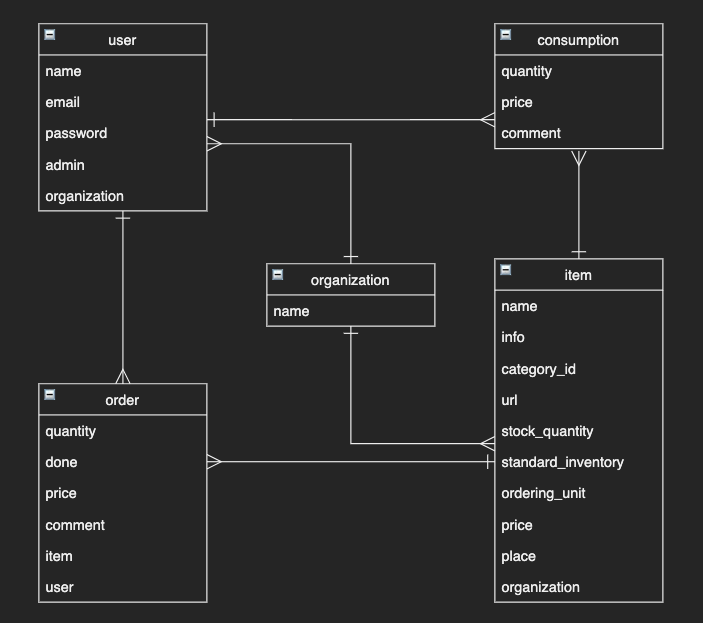 user
name
email
password
admin
organization
consumption
quantity
price
comment
organization
name
item
name
info
category_id
url
stock_quantity
standard_inventory
ordering_unit
price
place
organization
order
quantity
done
price
comment
item
user